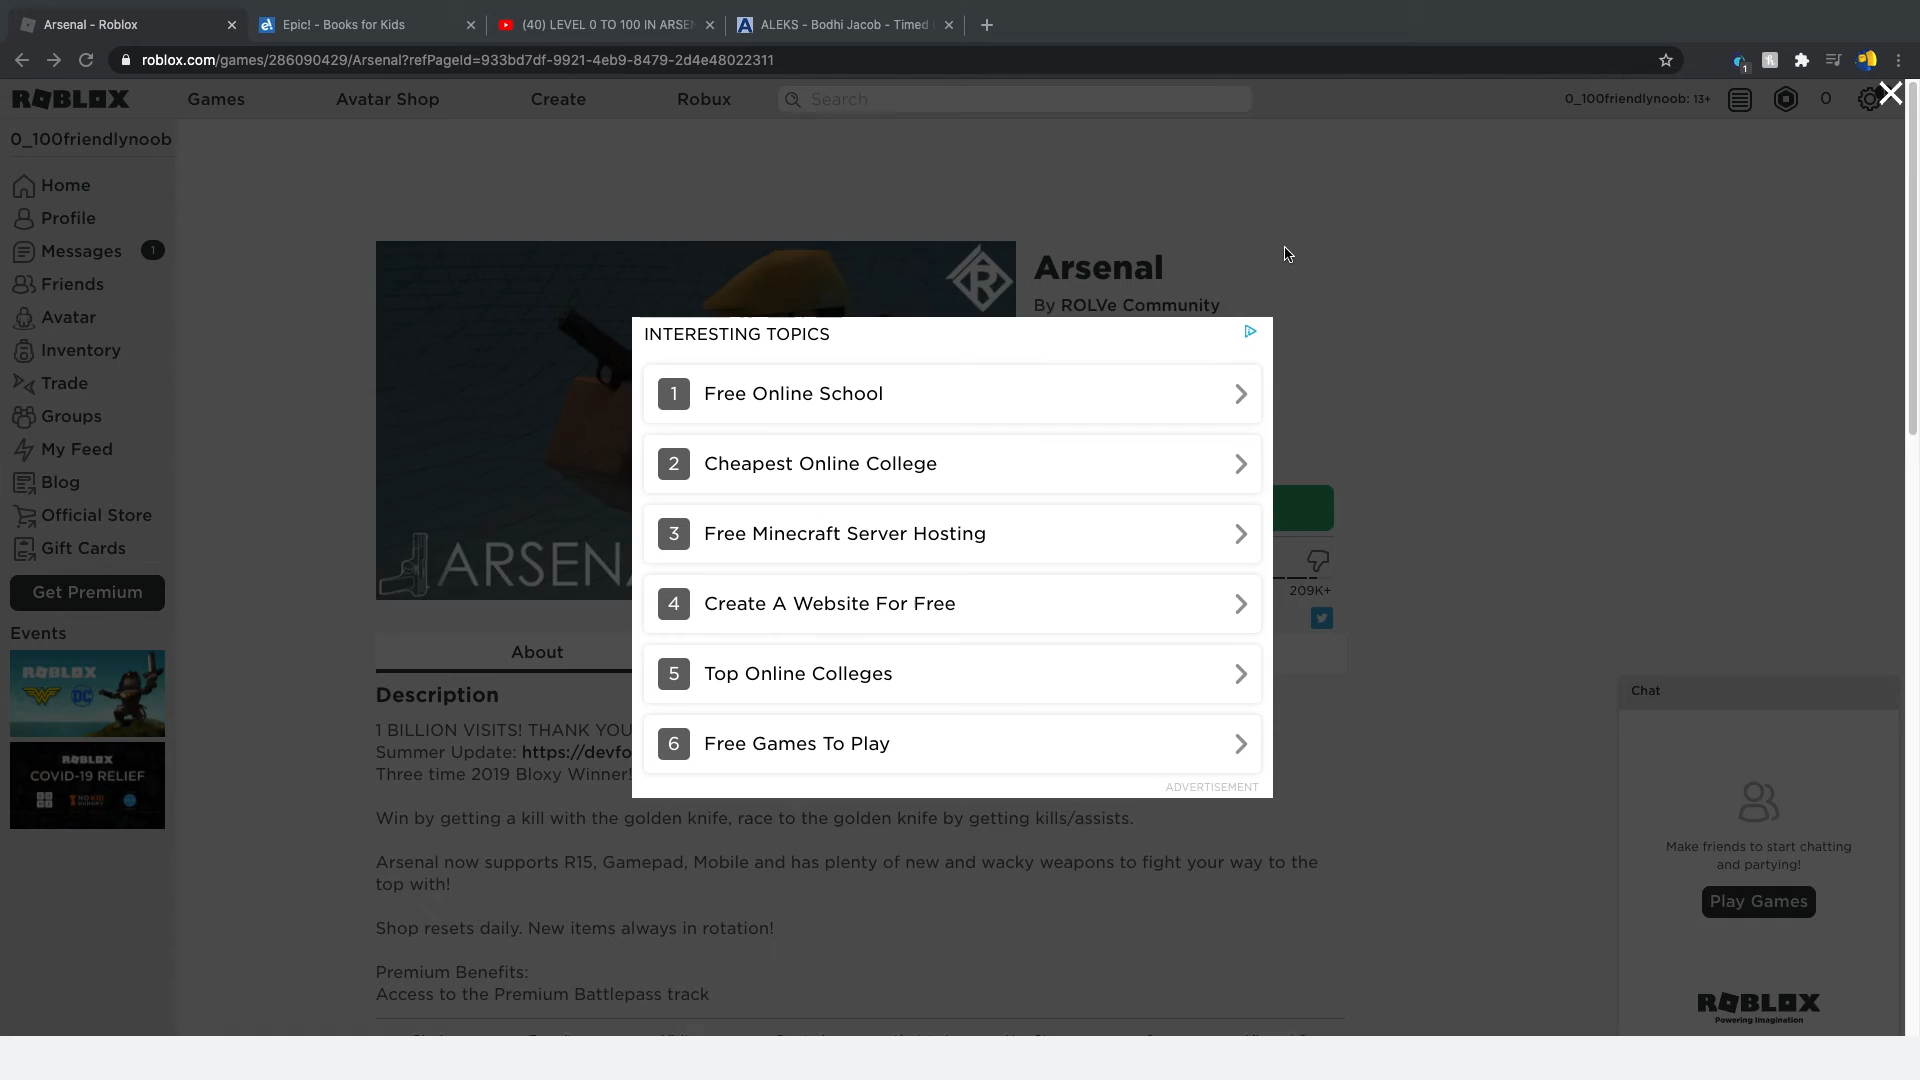 Arsenal - Roblox
Epic! - Books for Kids
(40) LEVEL 0 TO 100 IN ARSEN
ALEKS - Bodhi Jacob - Timed
roblox.com/games/286090429/Arsenal?refPageId=933bd7df-9921-4eb9-8479-2d4e48022311
1
ROBLOX
Games
Avatar Shop
Create
Robux
Search
0_100friendlynoob: 13+
0
0_100friendlynoob
Home
Profile
Messages
1
Friends
Avatar
Inventory
Trade
Groups
My Feed
Blog
Official Store
Gift Cards
Get Premium
Events
ROBLOX
DC
ROBLOX
COVID-19 RELIEF
Arsenal
By ROLVe Community
ARSENA
INTERESTING TOPICS
1 Free Online School
2 Cheapest Online College
3 Free Minecraft Server Hosting
4 Create A Website For Free
5 Top Online Colleges
6 Free Games To Play
ADVERTISEMENT
209K+
About
Description
1 BILLION VISITS! THANK YOU
Summer Update: https://devfo
Three time 2019 Bloxy Winner!
Win by getting a kill with the golden knife, race to the golden knife by getting kills/assists.
Arsenal now supports R15, Gamepad, Mobile and has plenty of new and wacky weapons to fight your way to the
top with!
Shop resets daily. New items always in rotation!
Premium Benefits:
Access to the Premium Battlepass track
Chat
Make friends to start chatting
and partying!
Play Games
ROBLOX
Powering Imagination